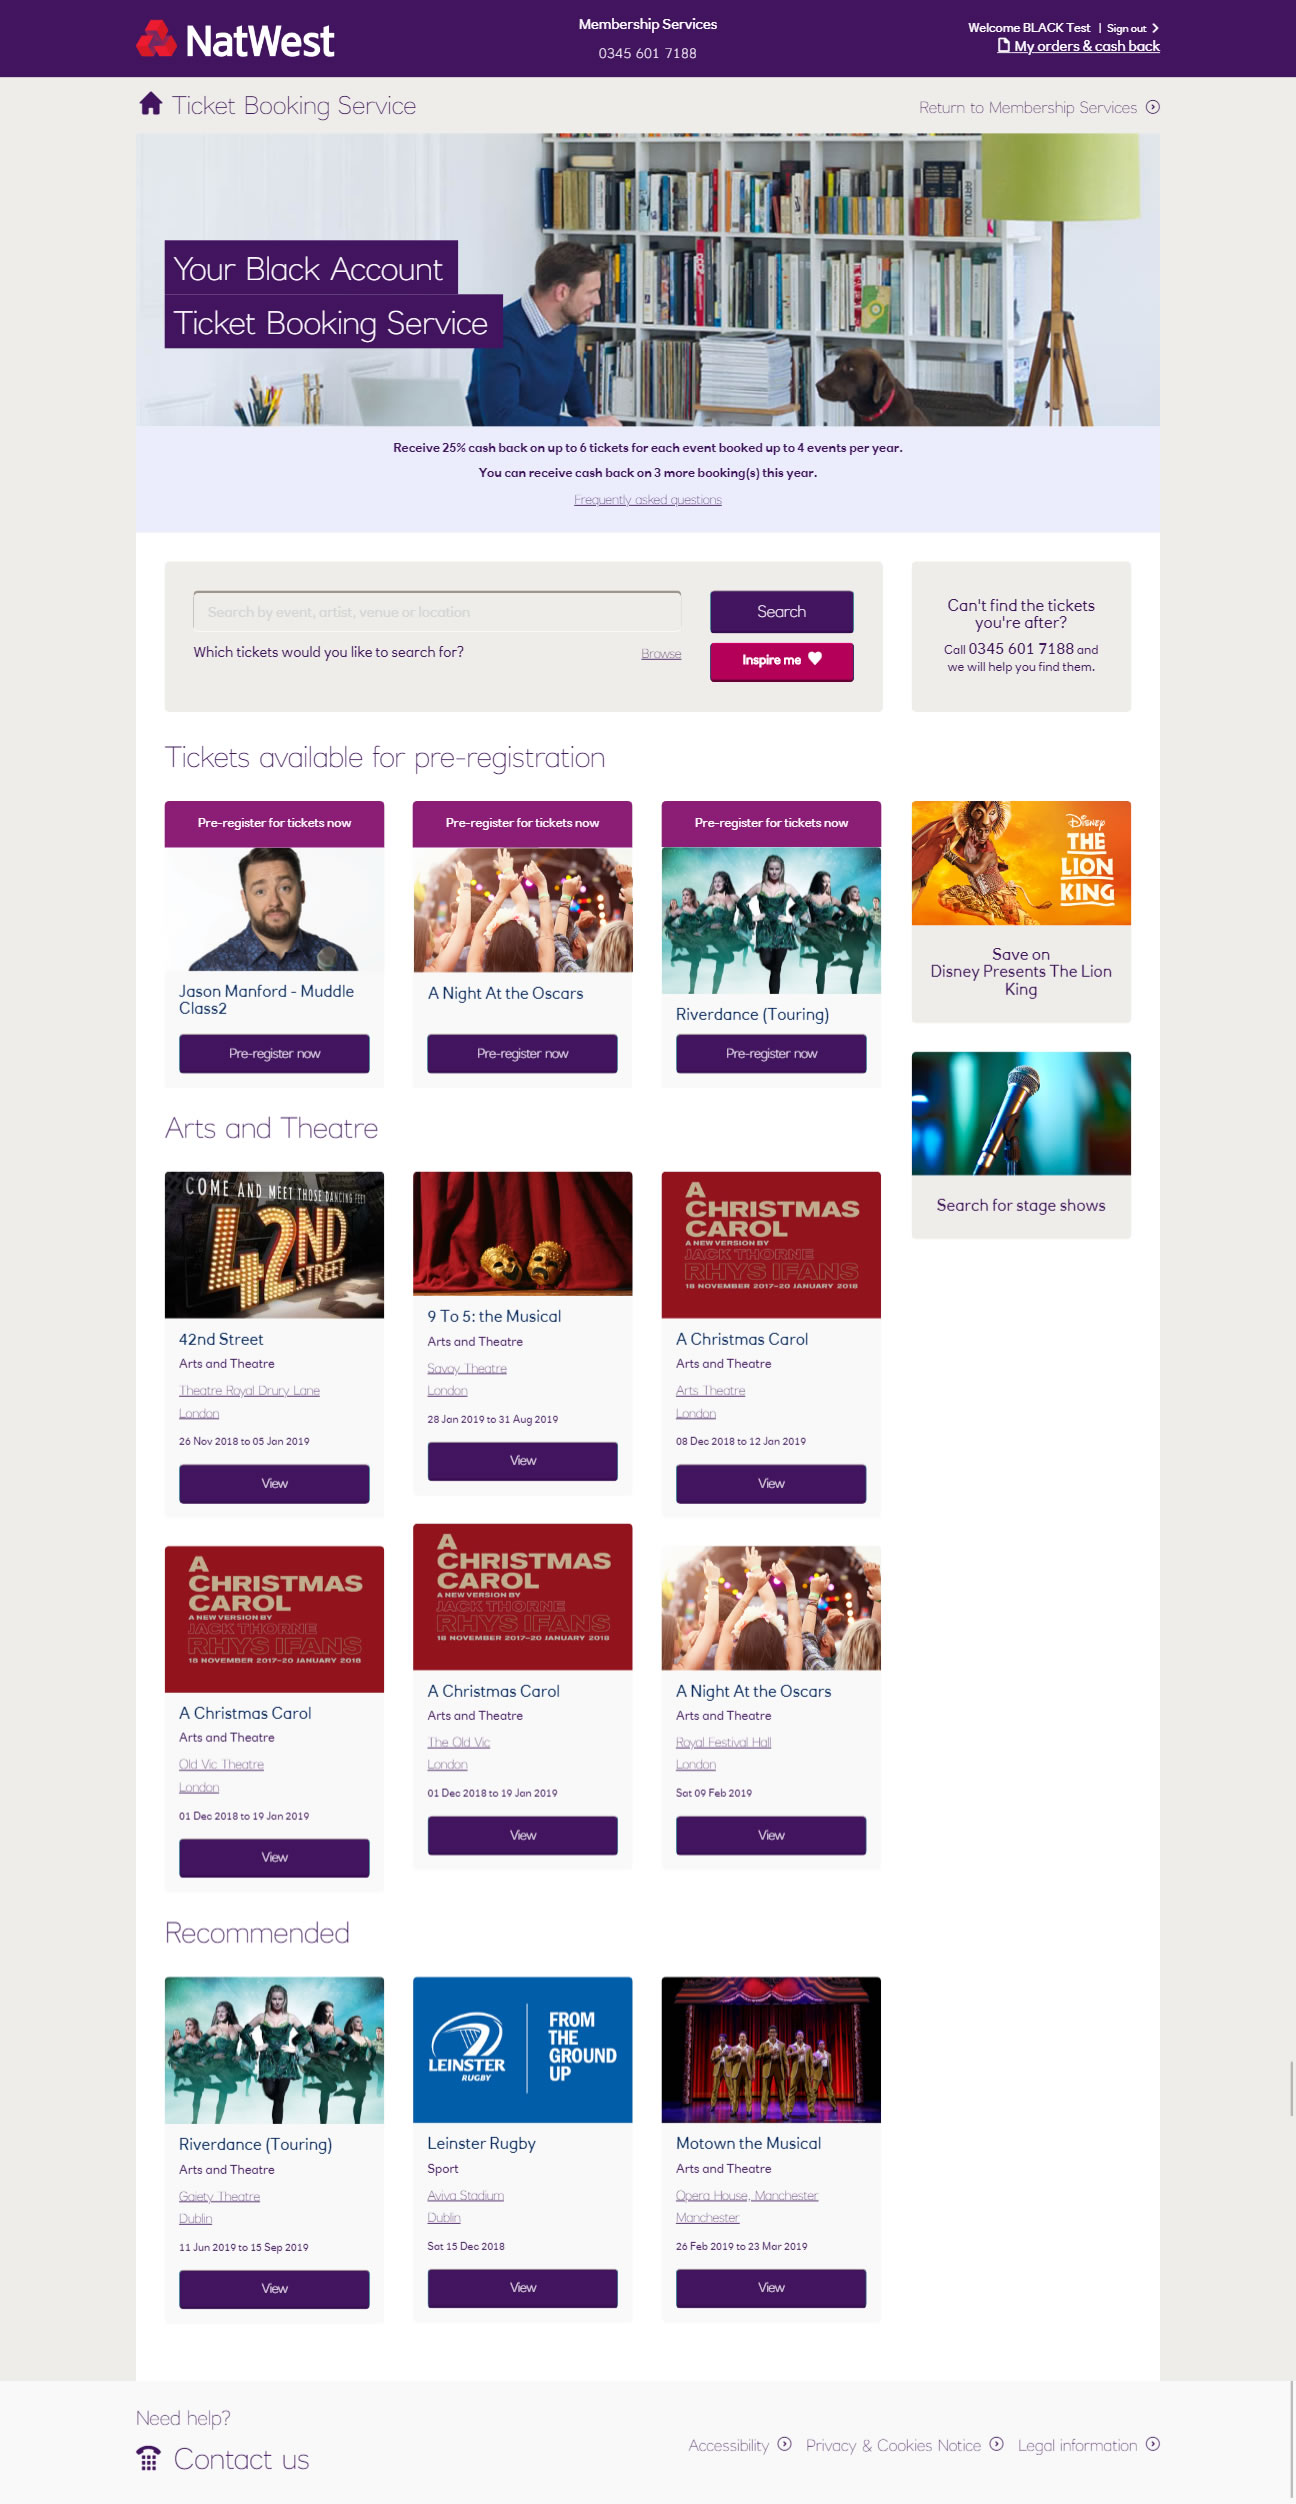 NatWest
Membership Services
0345 601 7188
Welcome BLACK Test | Sign out
My orders & cash back
Ticket Booking Service
Return to Membership Services
ART NOW
Your Black Account
Ticket Booking Service
Receive 25% cash back on up to 6 tickets for each event booked up to 4 events per year.
You can receive cash back on 3 more booking(s) this year.
Frequently asked questions
Search by event, artist, venue or location
Search
Which tickets would you like to search for?
Browse
Inspire me
Can't find the tickets
you're after?
Call 0345 601 7188 and
we will help you find them.
Tickets available for pre-registration
Pre-register for tickets now
Jason Manford - Muddle
Class2
Pre-register now
Pre-register for tickets now
A Night At the Oscars
Pre-register now
Pre-register for tickets now
Riverdance (Touring)
Pre-register now
Disney
THE
LION
KING
Save on
Disney Presents The Lion
King
Search for stage shows
Arts and Theatre
COME AND MEET THOSE DANCING FEET
42ND
STREET
42nd Street
Arts and Theatre
Theatre Royal Drury Lane
London
26 Nov 2018 to 05 Jan 2019
View
9 To 5: the Musical
Arts and Theatre
Savoy Theatre
London
28 Jan 2019 to 31 Aug 2019
View
A
CHRISTMAS
CAROL
A NEW VERSION BY
JACK THORNE
RHYS IFANS
18 NOVEMBER 2017–20 JANUARY 2018
A Christmas Carol
Arts and Theatre
Arts Theatre
London
08 Dec 2018 to 12 Jan 2019
View
A
CHRISTMAS
CAROL
A NEW VERSION BY
JACK THORNE
RHYS IFANS
18 NOVEMBER 2017–20 JANUARY 2018
A Christmas Carol
Arts and Theatre
Old Vic Theatre
London
01 Dec 2018 to 19 Jan 2019
View
A
CHRISTMAS
CAROL
A NEW VERSION BY
JACK THORNE
RHYS IFANS
18 NOVEMBER 2017–20 JANUARY 2018
A Christmas Carol
Arts and Theatre
The Old Vic
London
01 Dec 2018 to 19 Jan 2019
View
A Night At the Oscars
Arts and Theatre
Royal Festival Hall
London
Sat 09 Feb 2019
View
Recommended
Riverdance (Touring)
Arts and Theatre
Gaiety Theatre
Dublin
11 Jun 2019 to 15 Sep 2019
View
LEINSTER
RUGBY
FROM
THE
GROUND
UP
Leinster Rugby
Sport
Aviva Stadium
Dublin
Sat 15 Dec 2018
View
Motown the Musical
Arts and Theatre
Opera House, Manchester
Manchester
26 Feb 2019 to 23 Mar 2019
View
Need help?
Contact us
Accessibility
Privacy & Cookies Notice
Legal information